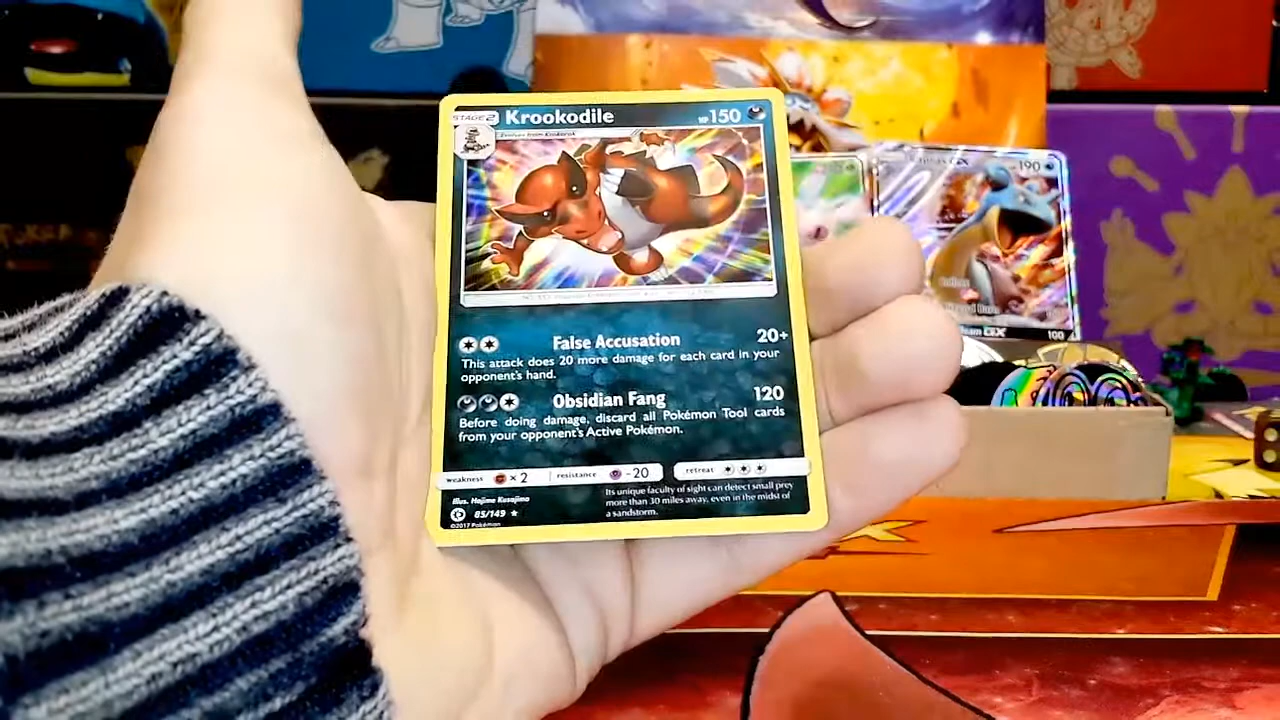 STAGE 2 Krookodile HP 150
Evolves from Krokorok
False Accusation 20+
This attack does 20 more damage for each card in your
opponent's hand.
Obsidian Fang 120
Before doing damage, discard all Pokémon Tool cards
from your opponent's Active Pokémon.
weakness × 2 resistance -20 retreat
Its unique faculty of sight can detect small prey
more than 30 miles away, even in the midst of
a sandstorm.
Illus. Hajime Kusajima
85/149
©2017 Pokémon
GX 190
GX 100